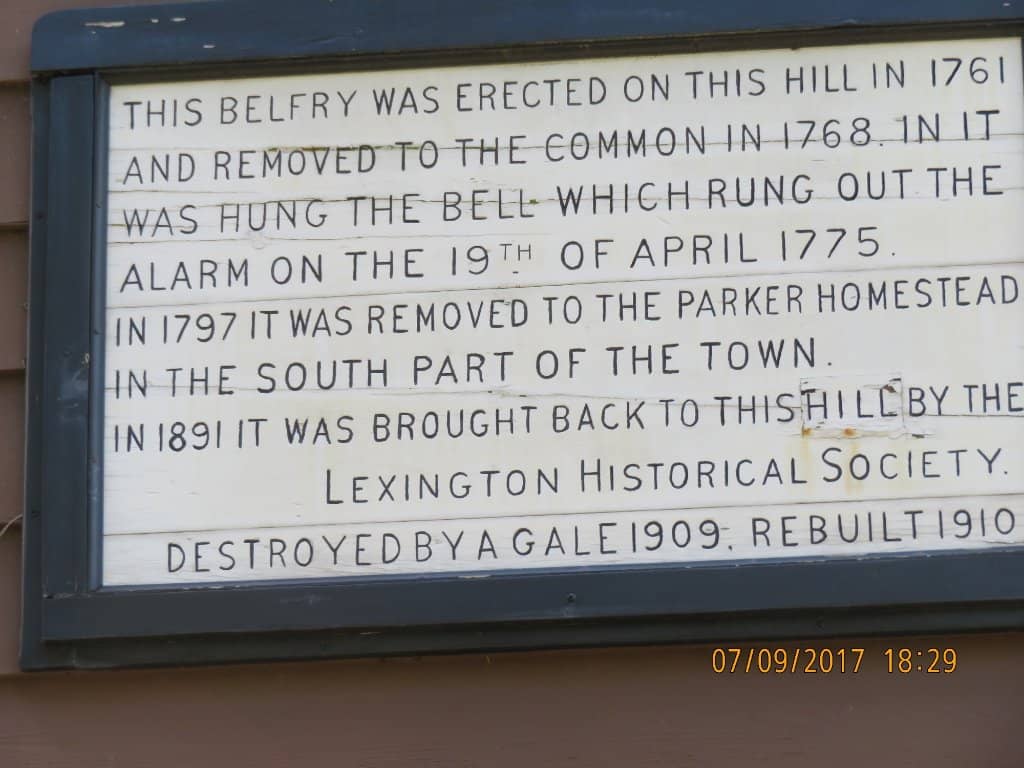 THIS BELFRY WAS ERECTED ON THIS HILL IN 1761
AND REMOVED TO THE COMMON IN 1768. IN IT
WAS HUNG THE BELL WHICH RUNG OUT THE
ALARM ON THE 19TH OF APRIL 1775.
IN 1797 IT WAS REMOVED TO THE PARKER HOMESTEAD
IN THE SOUTH PART OF THE TOWN.
IN 1891 IT WAS BROUGHT BACK TO THIS HILL BY THE
LEXINGTON HISTORICAL SOCIETY.
DESTROYED BY A GALE 1909. REBUILT 1910
07/09/2017 18:29